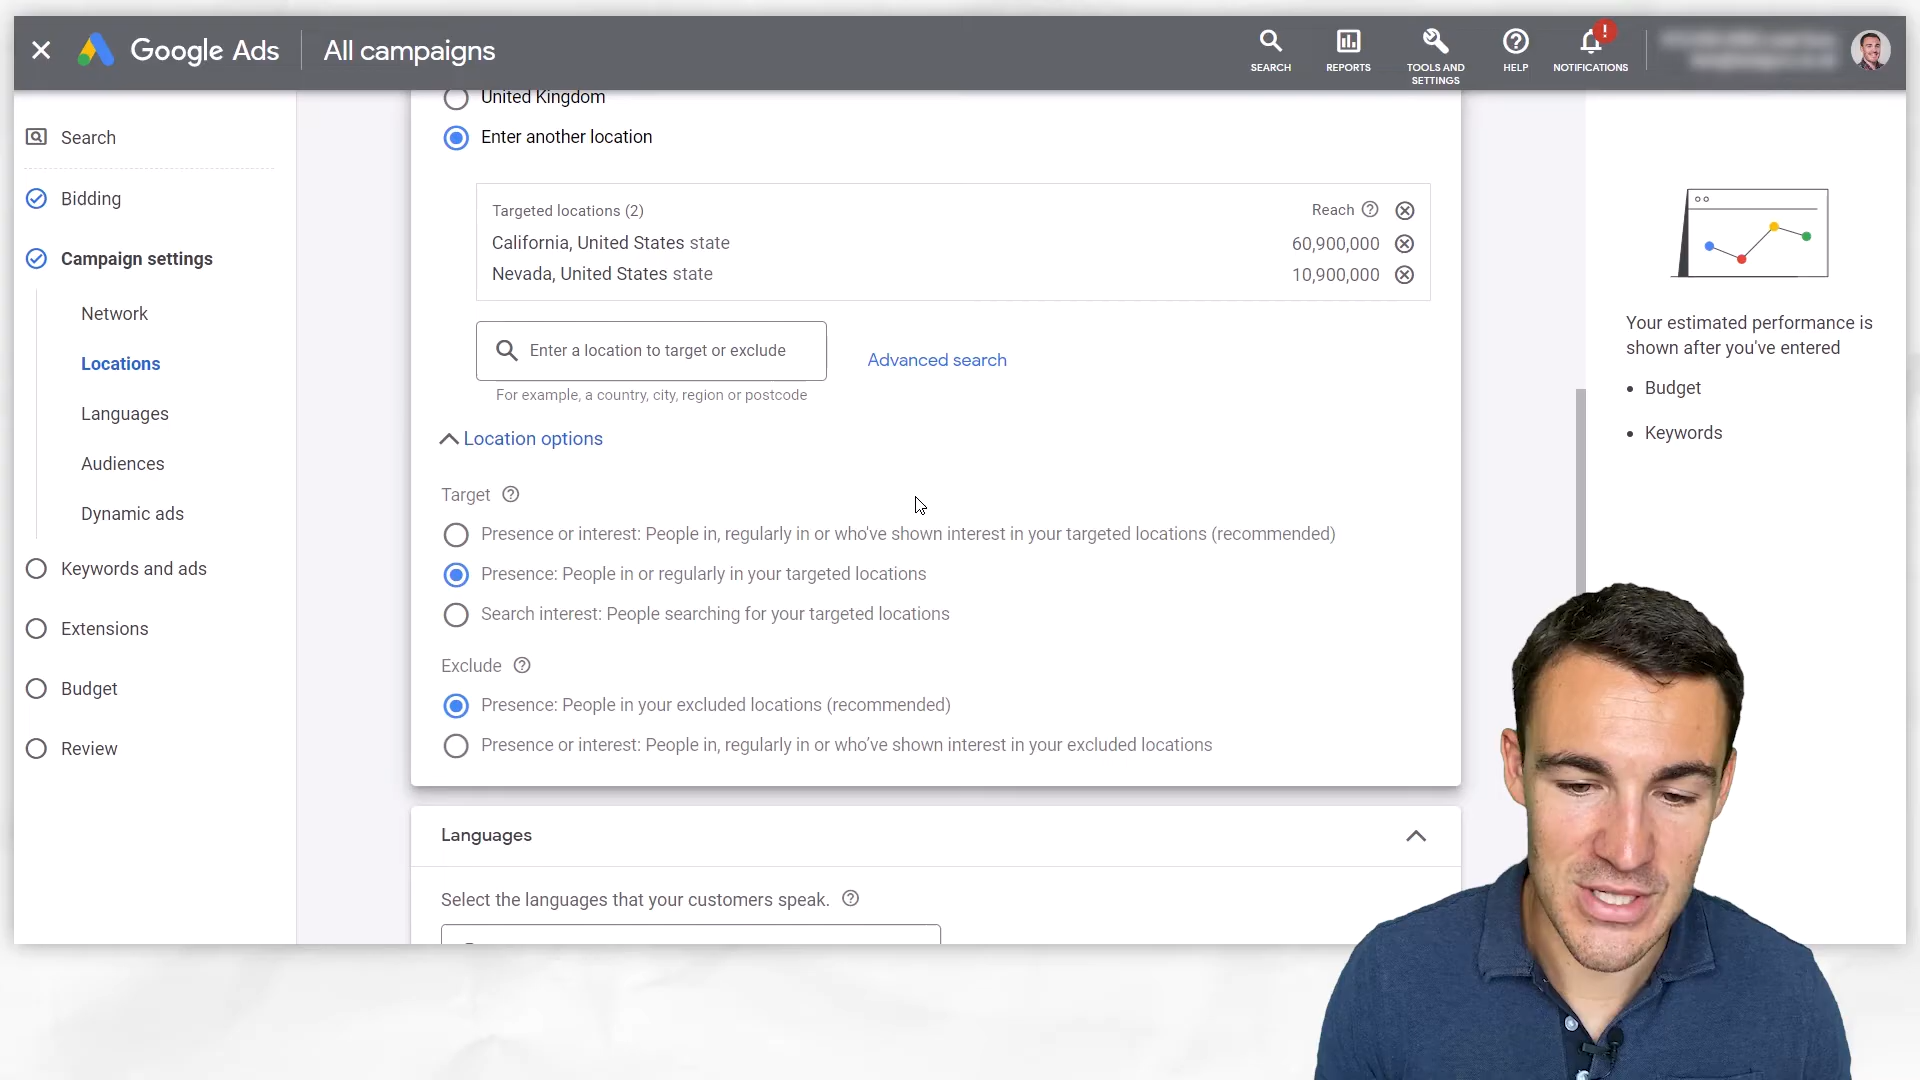 Google Ads
All campaigns
SEARCH
REPORTS
TOOLS AND
SETTINGS
HELP
!
NOTIFICATIONS
Search
Bidding
Campaign settings
Network
Locations
Languages
Audiences
Dynamic ads
Keywords and ads
Extensions
Budget
Review
United Kingdom
Enter another location
Targeted locations (2) Reach
California, United States state 60,900,000
Nevada, United States state 10,900,000
Enter a location to target or exclude
Advanced search
For example, a country, city, region or postcode
Location options
Target
Presence or interest: People in, regularly in or who've shown interest in your targeted locations (recommended)
Presence: People in or regularly in your targeted locations
Search interest: People searching for your targeted locations
Exclude
Presence: People in your excluded locations (recommended)
Presence or interest: People in, regularly in or who’ve shown interest in your excluded locations
Languages
Select the languages that your customers speak.
Your estimated performance is
shown after you've entered
• Budget
• Keywords